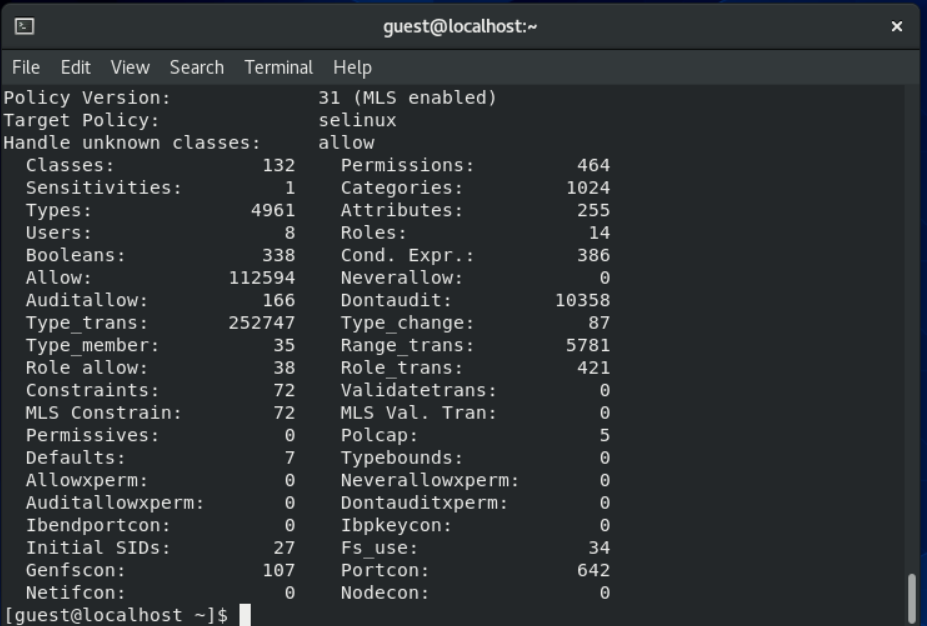 guest@localhost:~
File Edit View Search Terminal Help
Policy Version: 31 (MLS enabled)
Target Policy: selinux
Handle unknown classes: allow
Classes: 132 Permissions: 464
Sensitivities: 1 Categories: 1024
Types: 4961 Attributes: 255
Users: 8 Roles: 14
Booleans: 338 Cond. Expr.: 386
Allow: 112594 Neverallow: 0
Auditallow: 166 Dontaudit: 10358
Type_trans: 252747 Type_change: 87
Type_member: 35 Range_trans: 5781
Role allow: 38 Role_trans: 421
Constraints: 72 Validatetrans: 0
MLS Constrain: 72 MLS Val. Tran: 0
Permissives: 0 Polcap: 5
Defaults: 7 Typebounds: 0
Allowxperm: 0 Neverallowxperm: 0
Auditallowxperm: 0 Dontauditxperm: 0
Ibendportcon: 0 Ibpkeycon: 0
Initial SIDs: 27 Fs_use: 34
Genfscon: 107 Portcon: 642
Netifcon: 0 Nodecon: 0
[guest@localhost ~]$